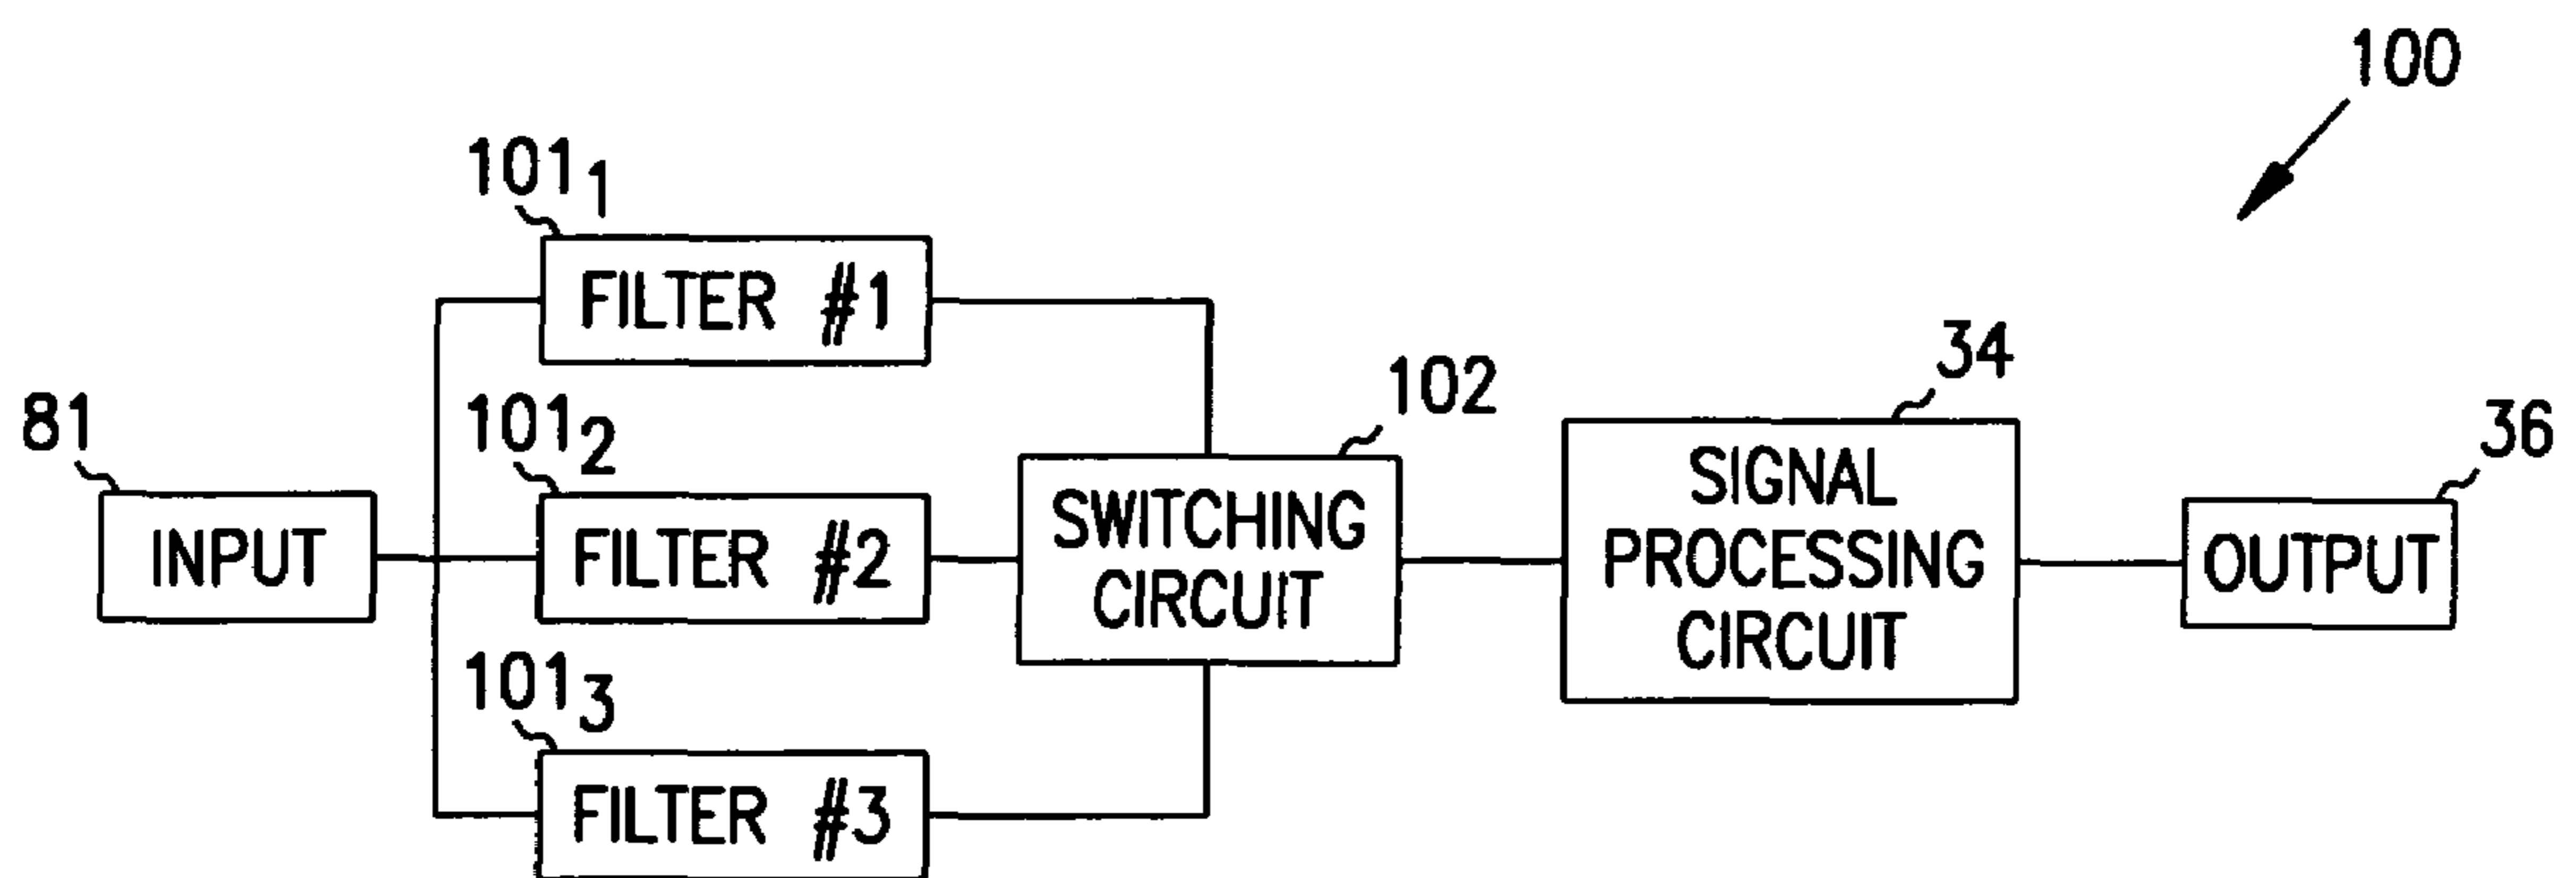 100
101₁
FILTER #1
81
INPUT
101₂
FILTER #2
101₃
FILTER #3
102
SWITCHING
CIRCUIT
34
SIGNAL
PROCESSING
CIRCUIT
36
OUTPUT